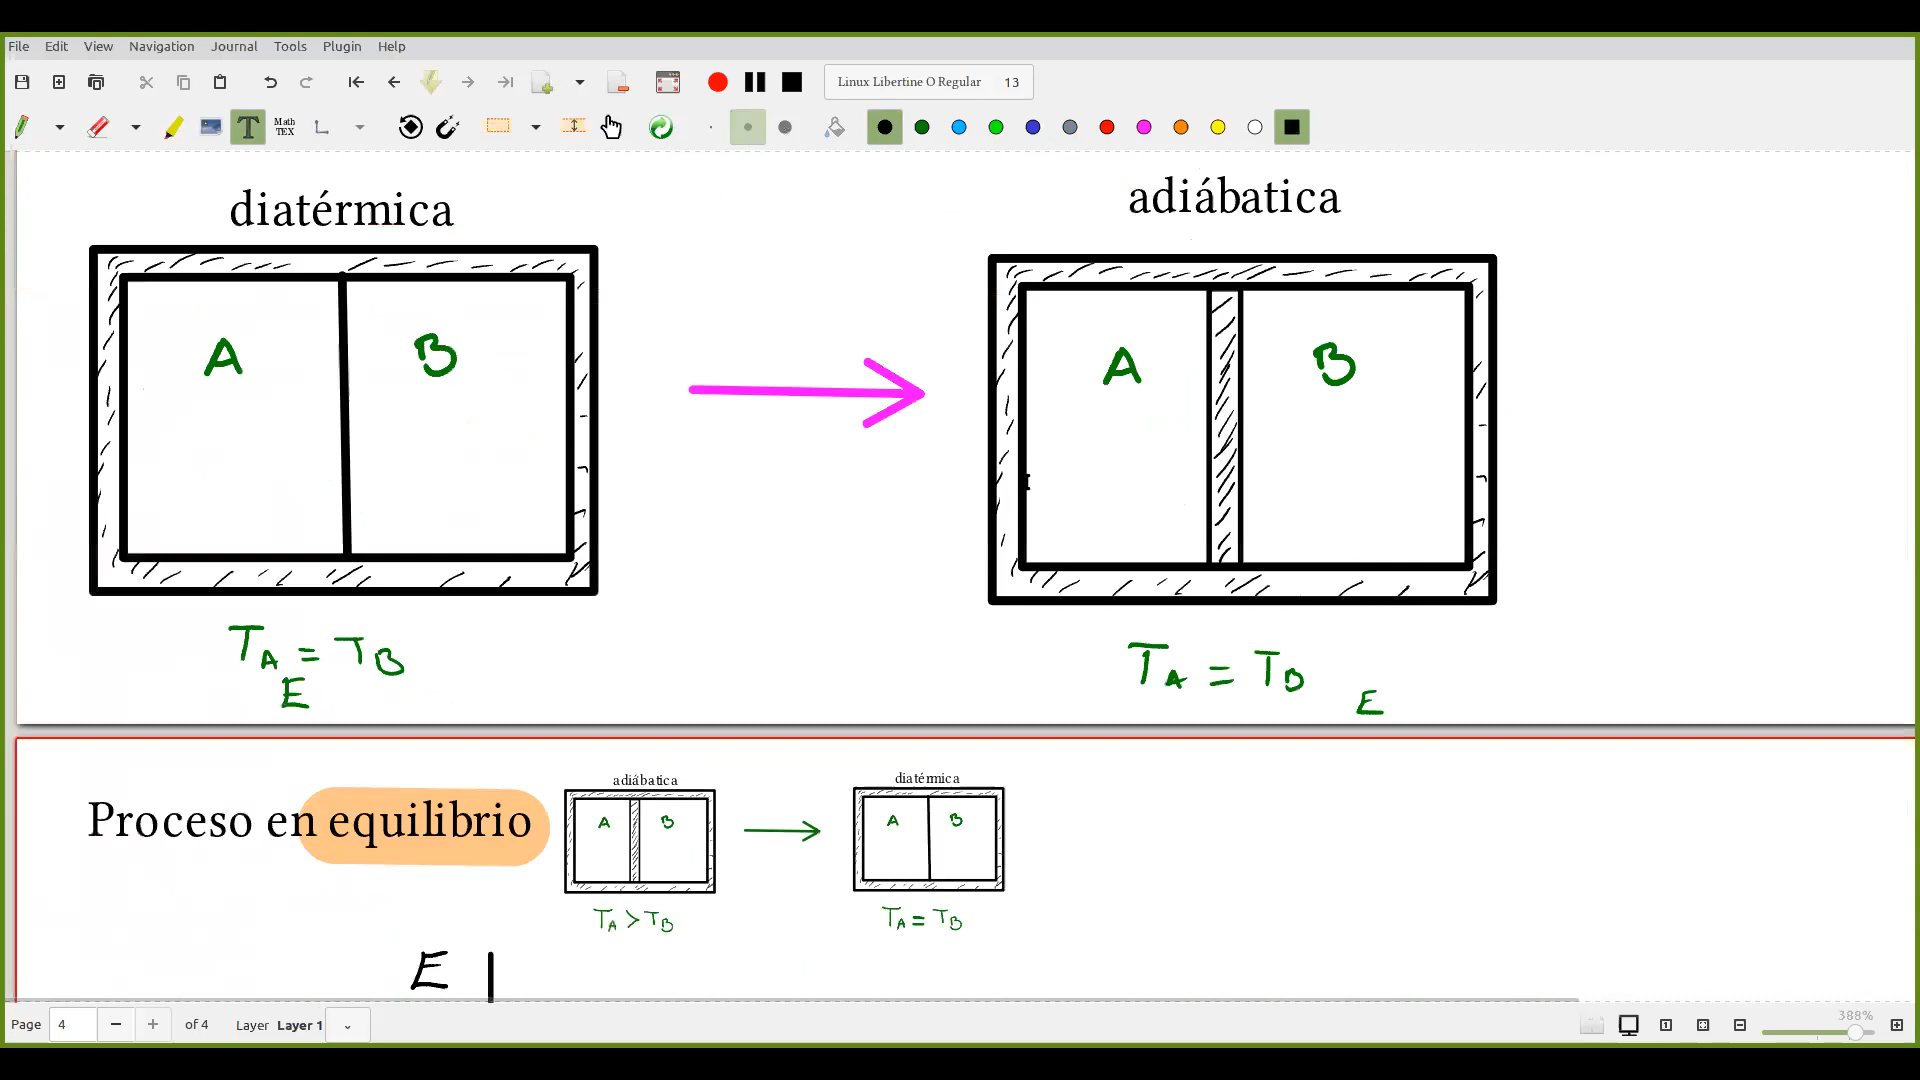 File Edit View Navigation Journal Tools Plugin Help
Linux Libertine O Regular 13
T Math TEX
diatérmica
adiábatica
A B
A B
TA = TB
E
TA = TB
E
Proceso en equilibrio
adiábatica
A B
TA > TB
diatérmica
A B
TA = TB
E
Page 4 of 4 Layer Layer 1
388%